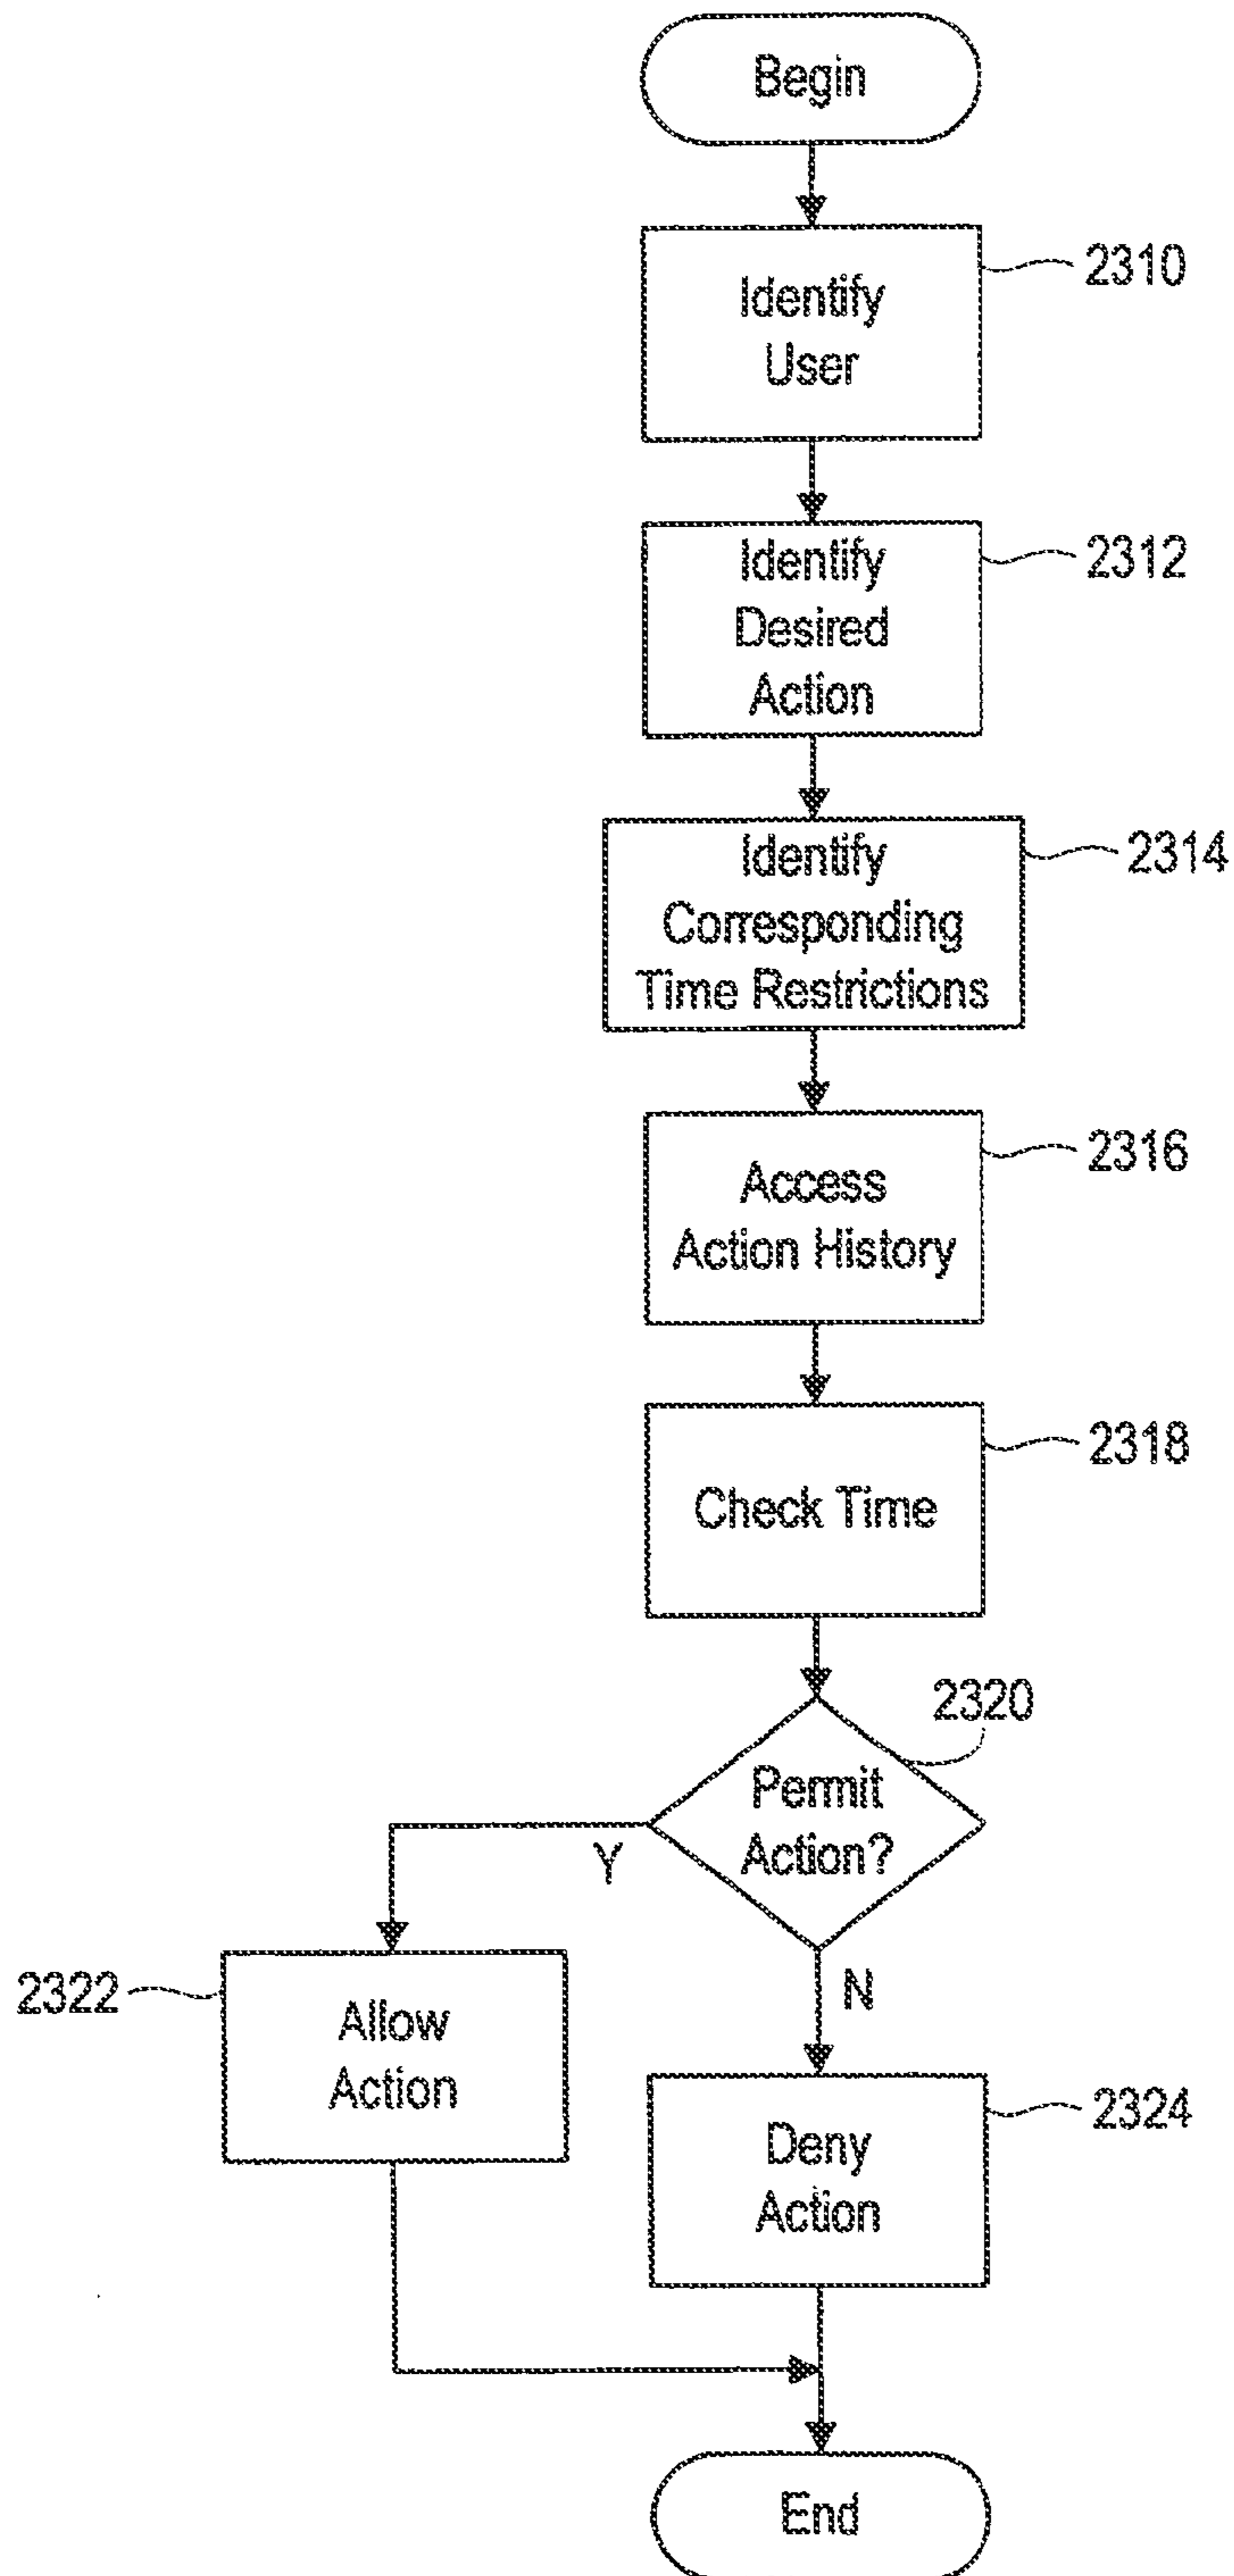 Begin
Identify
User
2310
Identify
Desired
Action
2312
Identify
Corresponding
Time Restrictions
2314
Access
Action History
2316
Check Time
2318
Permit
Action?
2320
Y
N
Allow
Action
2322
Deny
Action
2324
End